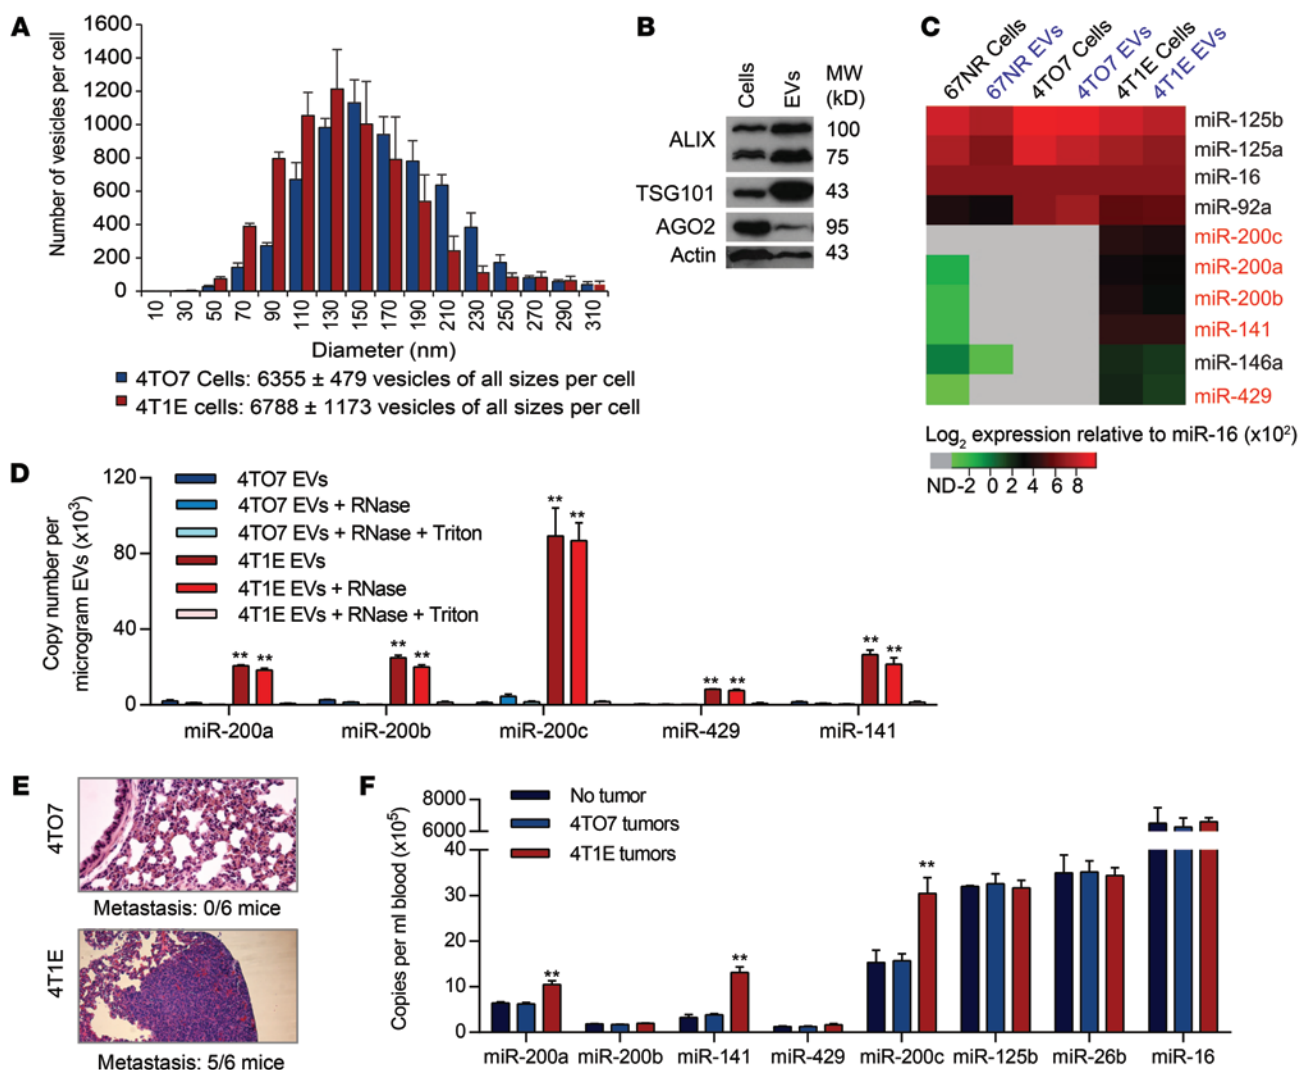 A
Number of vesicles per cell
1600
1400
1200
1000
800
600
400
200
0
10 30 50 70 90 110 130 150 170 190 210 230 250 270 290 310
Diameter (nm)
4TO7 Cells: 6355 ± 479 vesicles of all sizes per cell
4T1E cells: 6788 ± 1173 vesicles of all sizes per cell
B
Cells EVs MW (kD)
ALIX 100
75
TSG101 43
AGO2 95
Actin 43
C
67NR Cells 67NR EVs 4TO7 Cells 4TO7 EVs 4T1E Cells 4T1E EVs
miR-125b
miR-125a
miR-16
miR-92a
miR-200c
miR-200a
miR-200b
miR-141
miR-146a
miR-429
Log2 expression relative to miR-16 (x10²)
ND -2 0 2 4 6 8
D
Copy number per
microgram EVs (x10³)
120
80
40
0
4TO7 EVs
4TO7 EVs + RNase
4TO7 EVs + RNase + Triton
4T1E EVs
4T1E EVs + RNase
4T1E EVs + RNase + Triton
** ** ** ** ** ** ** ** ** **
miR-200a miR-200b miR-200c miR-429 miR-141
E
4TO7
Metastasis: 0/6 mice
4T1E
Metastasis: 5/6 mice
F
Copies per ml blood (x10⁵)
8000
6000
40
30
20
10
0
No tumor
4TO7 tumors
4T1E tumors
** ** **
miR-200a miR-200b miR-141 miR-429 miR-200c miR-125b miR-26b miR-16